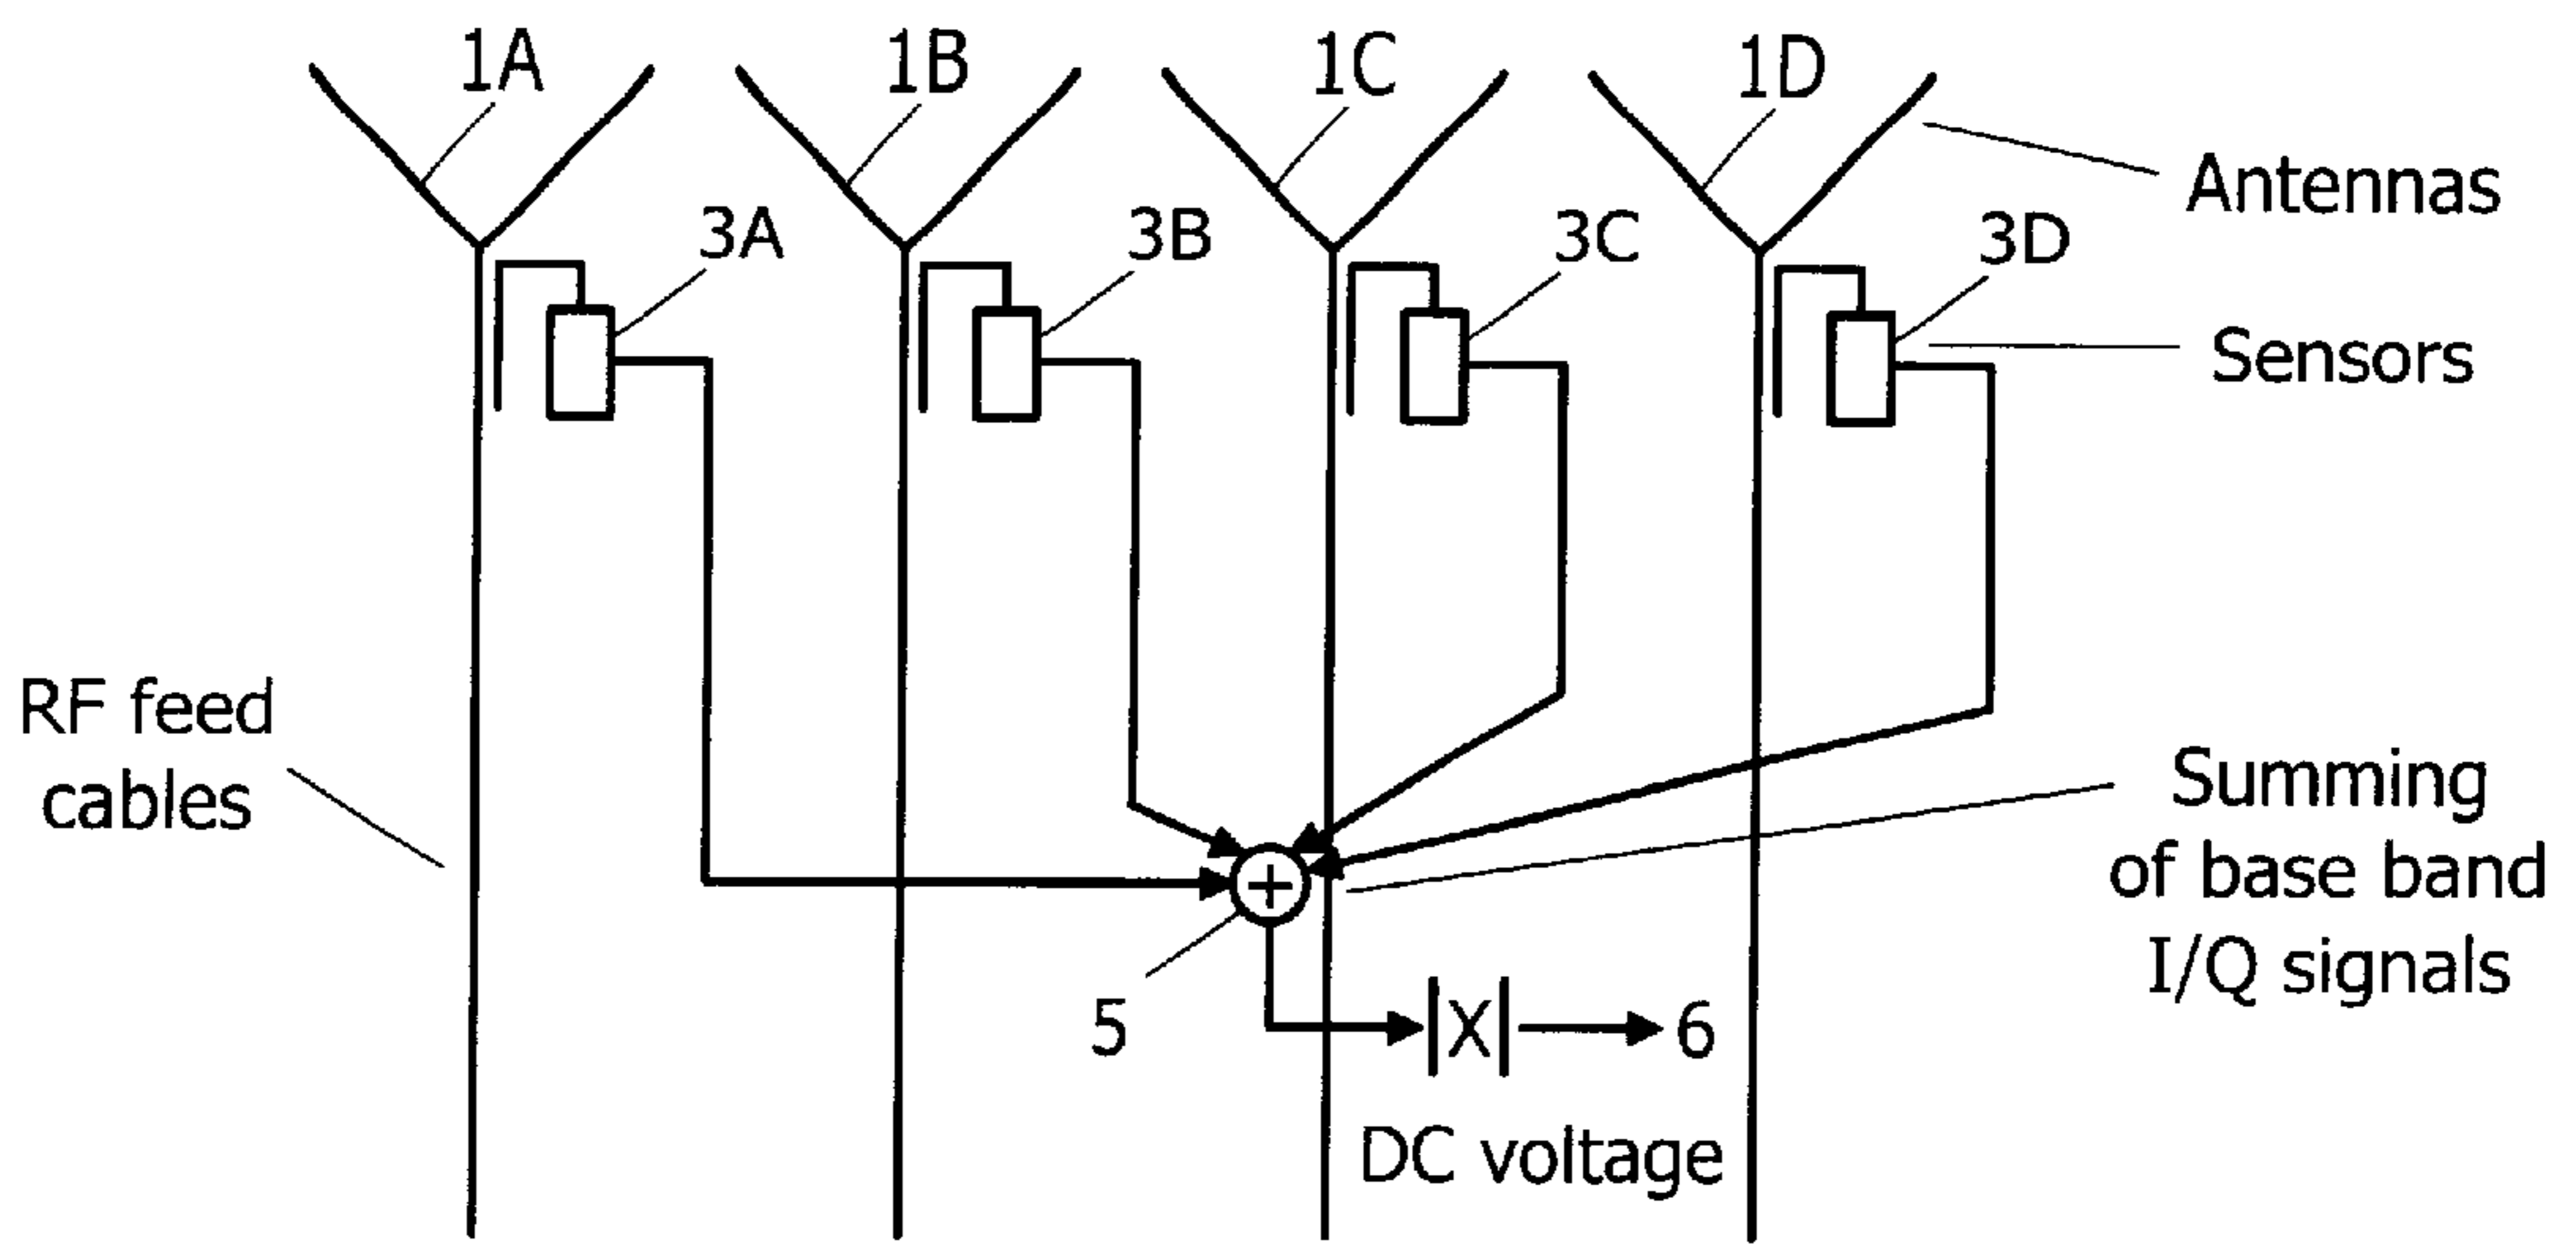 1A
1B
1C
1D
Antennas
3A
3B
3C
3D
Sensors
RF feed
cables
Summing
of base band
I/Q signals
+
5
|X|
6
DC voltage